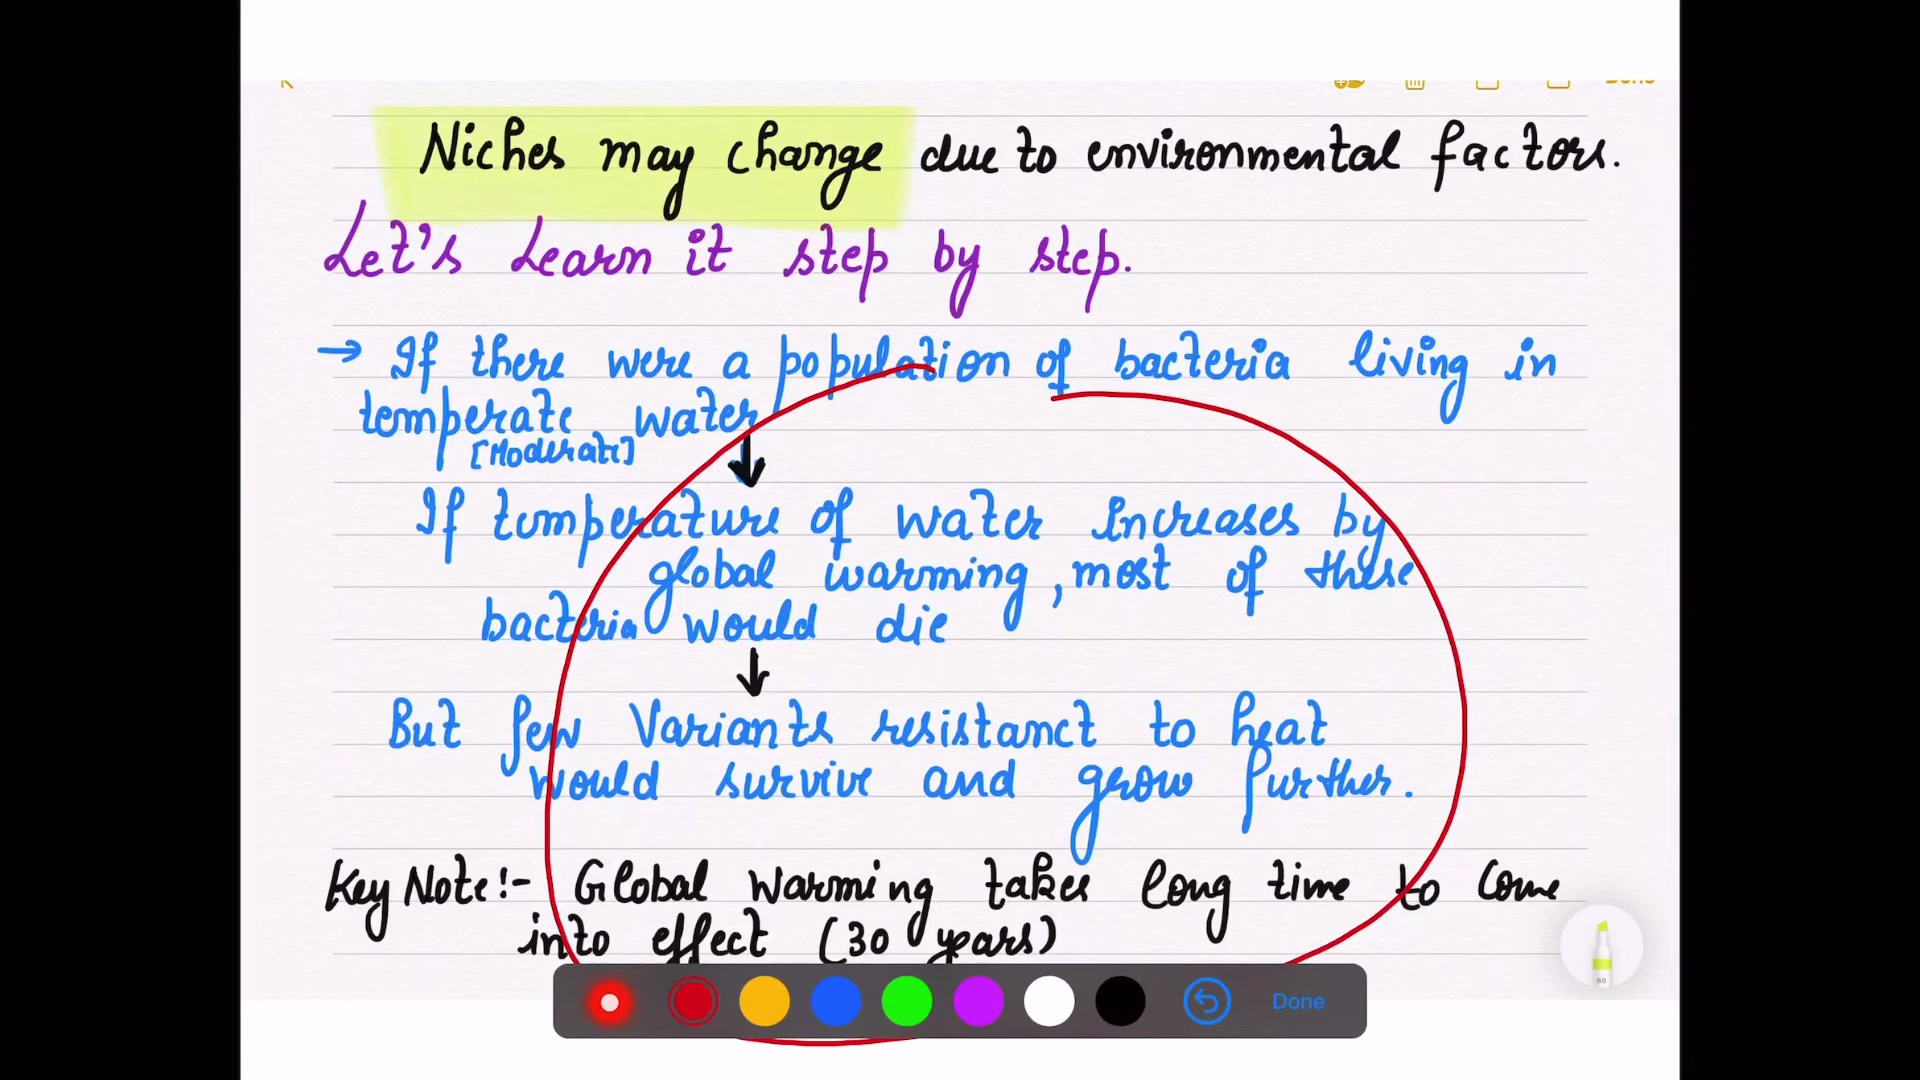 Niches may change due to environmental factors.
Let's Learn it step by step.
→ If there were a population of bacteria living in
temperate water
[Moderate]
If temperature of water increases by
global warming, most of these
bacteria would die
But few Variants resistanct to heat
would survive and grow further.
Key Note:- Global Warming takes long time to come
into effect (30 years)
60
Done